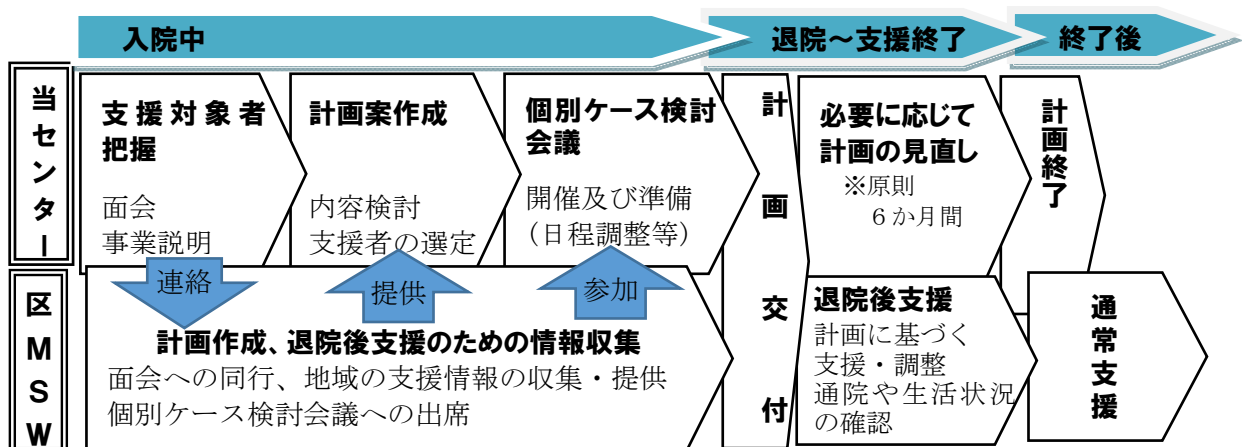 入院中
退院～支援終了
終了後
当センター
支援対象者
把握
面会
事業説明
計画案作成
内容検討
支援者の選定
個別ケース検討
会議
開催及び準備
（日程調整等）
計画交付
必要に応じて
計画の見直し
※原則
６か月間
計画終了
連絡
提供
参加
区MSW
計画作成、退院後支援のための情報収集
面会への同行、地域の支援情報の収集・提供
個別ケース検討会議への出席
退院後支援
計画に基づく
支援・調整
通院や生活状況
の確認
通常支援